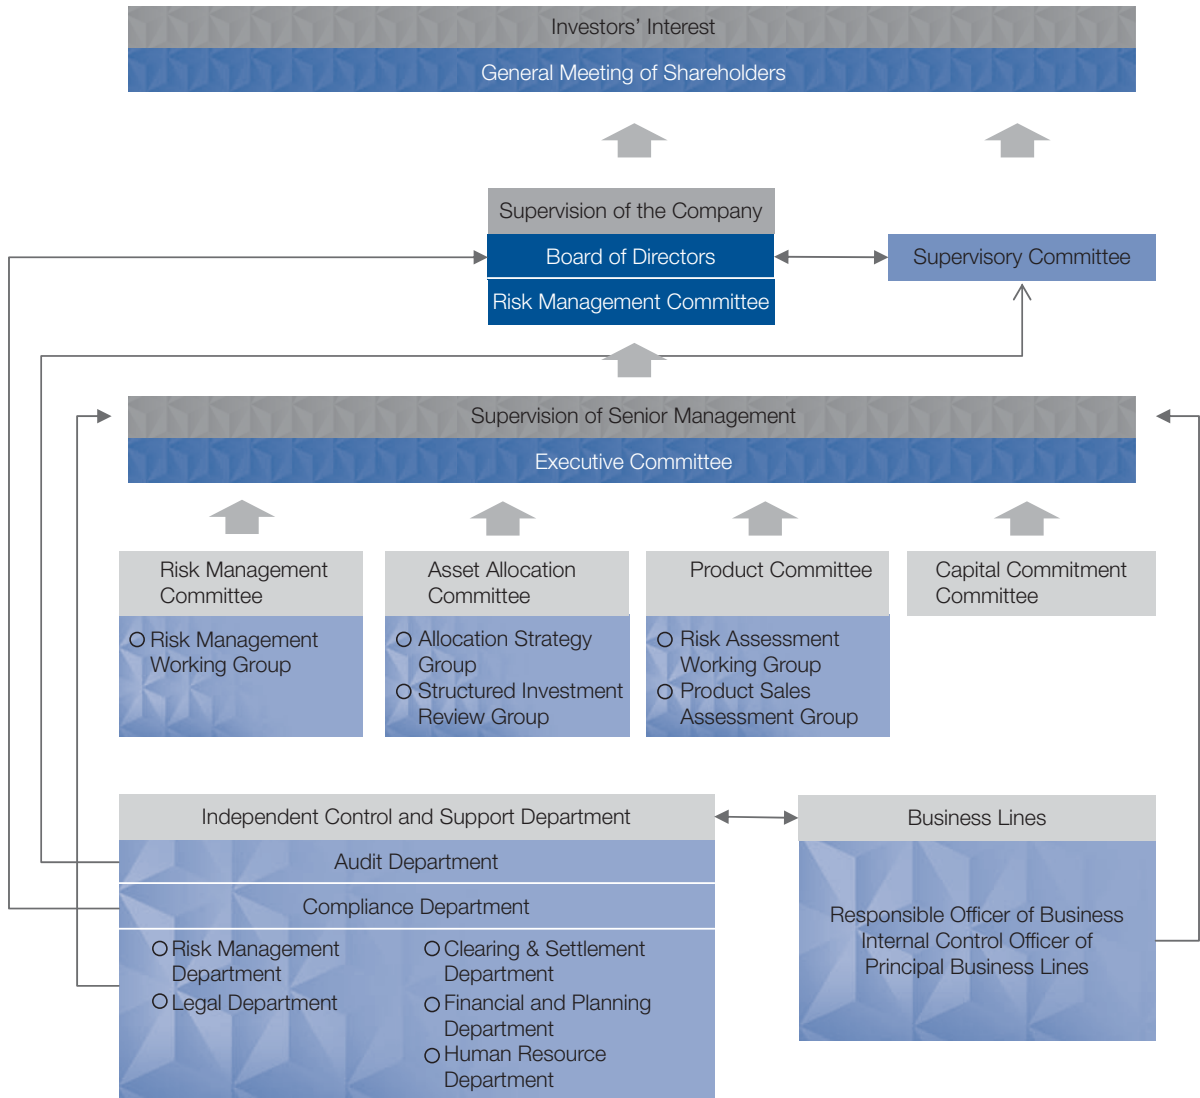 Investors’ Interest
General Meeting of Shareholders
Supervision of the Company
Board of Directors
Risk Management Committee
Supervisory Committee
Supervision of Senior Management
Executive Committee
Risk Management
Committee
Risk Management
Working Group
Asset Allocation
Committee
Allocation Strategy
Group
Structured Investment
Review Group
Product Committee
Risk Assessment
Working Group
Product Sales
Assessment Group
Capital Commitment
Committee
Independent Control and Support Department
Audit Department
Compliance Department
Risk Management
Department
Legal Department
Clearing & Settlement
Department
Financial and Planning
Department
Human Resource
Department
Business Lines
Responsible Officer of Business
Internal Control Officer of
Principal Business Lines